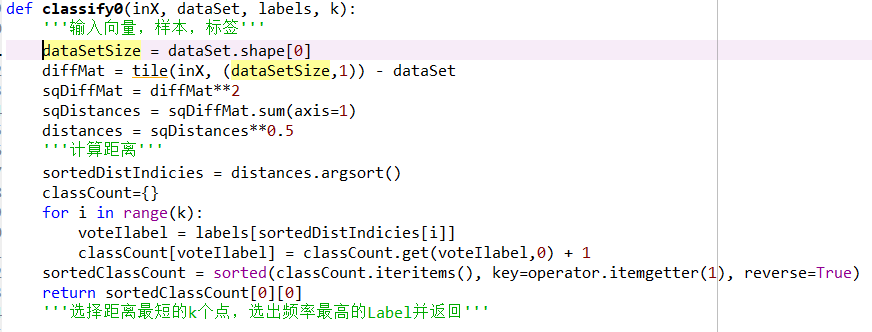 def classify0(inX, dataSet, labels, k):
    '''输入向量，样本，标签'''
    dataSetSize = dataSet.shape[0]
    diffMat = tile(inX, (dataSetSize,1)) - dataSet
    sqDiffMat = diffMat**2
    sqDistances = sqDiffMat.sum(axis=1)
    distances = sqDistances**0.5
    '''计算距离'''
    sortedDistIndicies = distances.argsort()
    classCount={}
    for i in range(k):
        voteIlabel = labels[sortedDistIndicies[i]]
        classCount[voteIlabel] = classCount.get(voteIlabel,0) + 1
    sortedClassCount = sorted(classCount.iteritems(), key=operator.itemgetter(1), reverse=True)
    return sortedClassCount[0][0]
    '''选择距离最短的k个点，选出频率最高的Label并返回'''